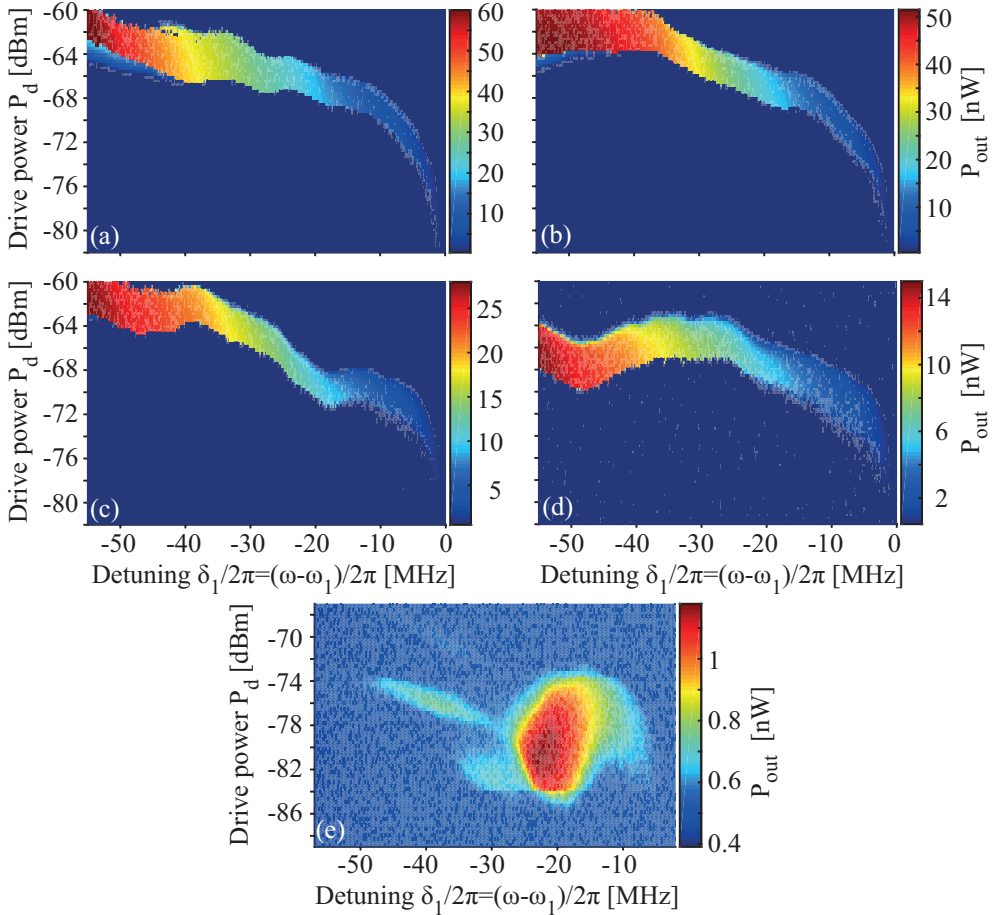 -60
-64
-68
-72
-76
-80
Drive power P_d [dBm]
(a)
60
50
40
30
20
10
(b)
50
40
30
20
10
P_out [nW]
-60
-64
-68
-72
-76
-80
Drive power P_d [dBm]
(c)
25
20
15
10
5
(d)
14
10
6
2
P_out [nW]
-50 -40 -30 -20 -10 0
-50 -40 -30 -20 -10 0
Detuning δ_1/2π=(ω-ω_1)/2π [MHz]
Detuning δ_1/2π=(ω-ω_1)/2π [MHz]
-70
-74
-78
-82
-86
Drive power P_d [dBm]
(e)
1
0.8
0.6
0.4
P_out [nW]
-50 -40 -30 -20 -10
Detuning δ_1/2π=(ω-ω_1)/2π [MHz]